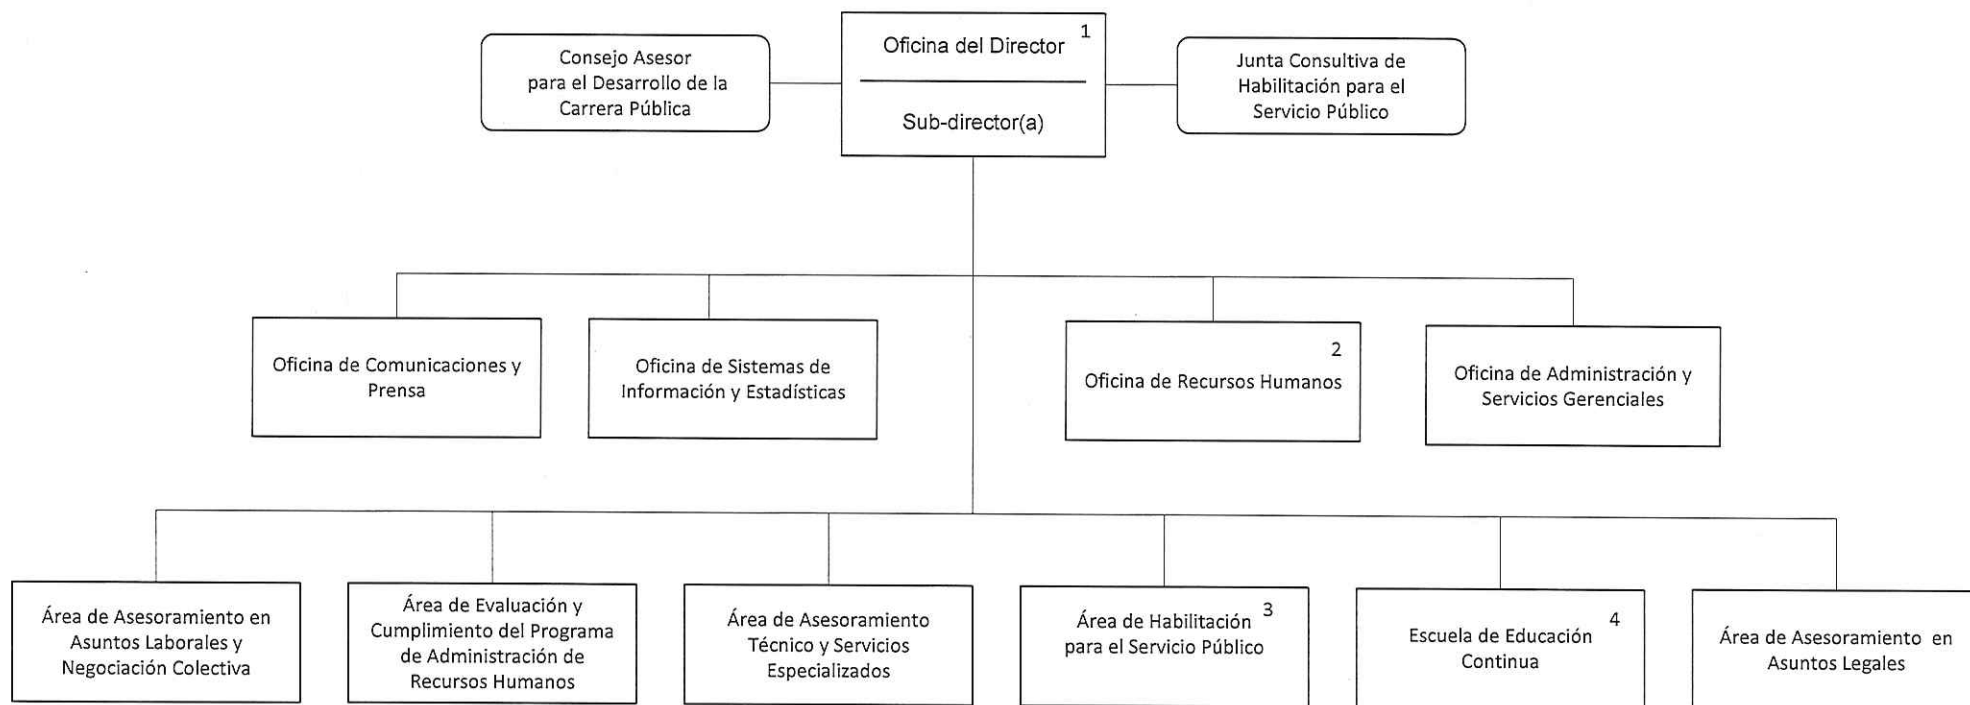 Consejo Asesor
para el Desarrollo de la
Carrera Pública
Oficina del Director 1
Sub-director(a)
Junta Consultiva de
Habilitación para el
Servicio Público
Oficina de Comunicaciones y
Prensa
Oficina de Sistemas de
Información y Estadísticas
2
Oficina de Recursos Humanos
Oficina de Administración y
Servicios Gerenciales
Área de Asesoramiento en
Asuntos Laborales y
Negociación Colectiva
Área de Evaluación y
Cumplimiento del Programa
de Administración de
Recursos Humanos
Área de Asesoramiento
Técnico y Servicios
Especializados
Área de Habilitación 3
para el Servicio Público
Escuela de Educación 4
Continua
Área de Asesoramiento en
Asuntos Legales